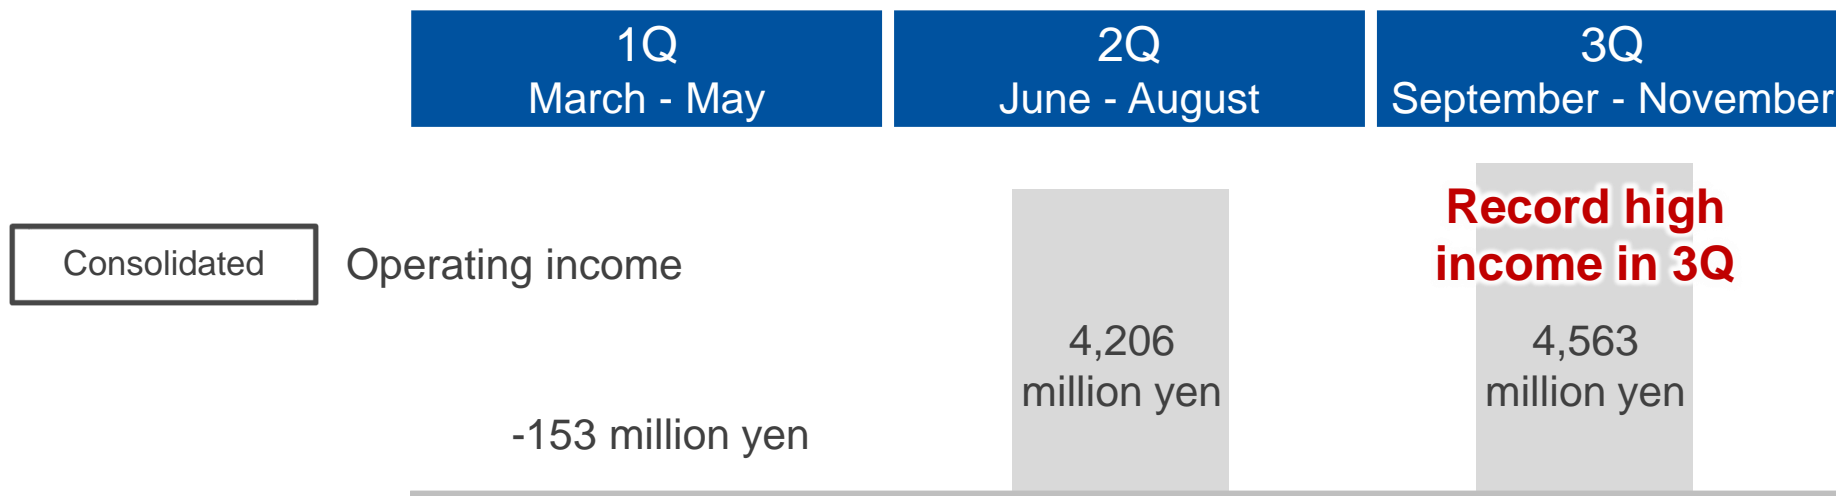 1Q
March - May
2Q
June - August
3Q
September - November
Consolidated
Operating income
-153 million yen
4,206
million yen
Record high
income in 3Q
4,563
million yen